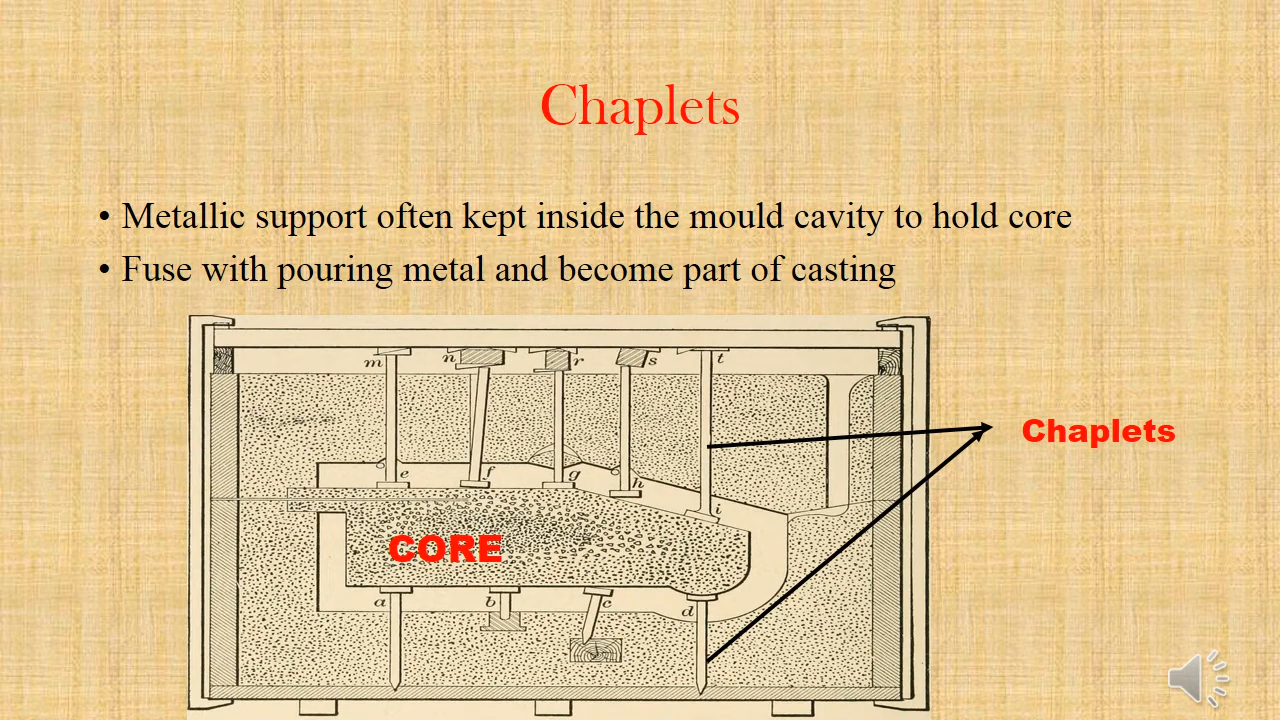 Chaplets
• Metallic support often kept inside the mould cavity to hold core
• Fuse with pouring metal and become part of casting
m n r s t
e f g h i
Chaplets
CORE
a b c d